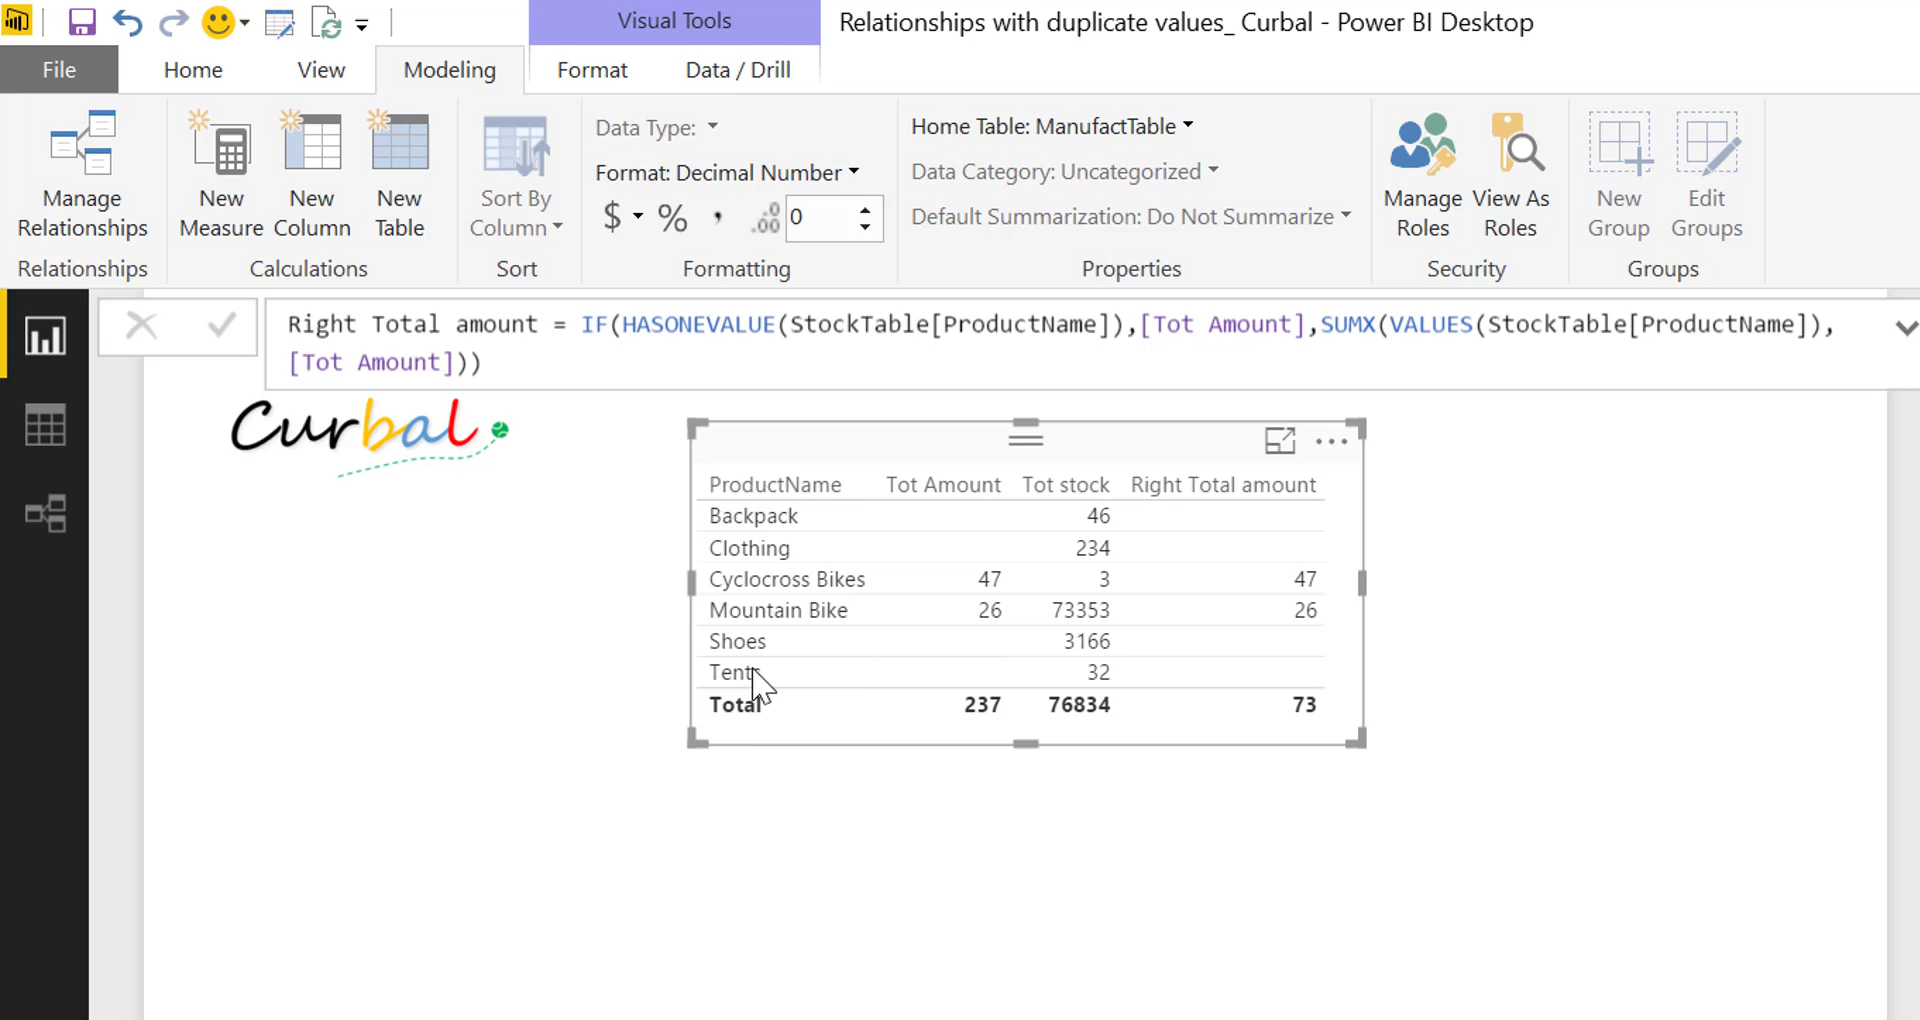 Visual Tools
Relationships with duplicate values_ Curbal - Power BI Desktop
File Home View Modeling Format Data / Drill
Manage Relationships
New Measure
New Column
New Table
Sort By Column
Data Type:
Format: Decimal Number
$ % , .0 .00 0
Home Table: ManufactTable
Data Category: Uncategorized
Default Summarization: Do Not Summarize
Manage Roles
View As Roles
New Group
Edit Groups
Relationships Calculations Sort Formatting Properties Security Groups
Right Total amount = IF(HASONEVALUE(StockTable[ProductName]),[Tot Amount],SUMX(VALUES(StockTable[ProductName]),
[Tot Amount]))
Curbal
ProductName Tot Amount Tot stock Right Total amount
Backpack 46
Clothing 234
Cyclocross Bikes 47 3 47
Mountain Bike 26 73353 26
Shoes 3166
Tents 32
Total 237 76834 73